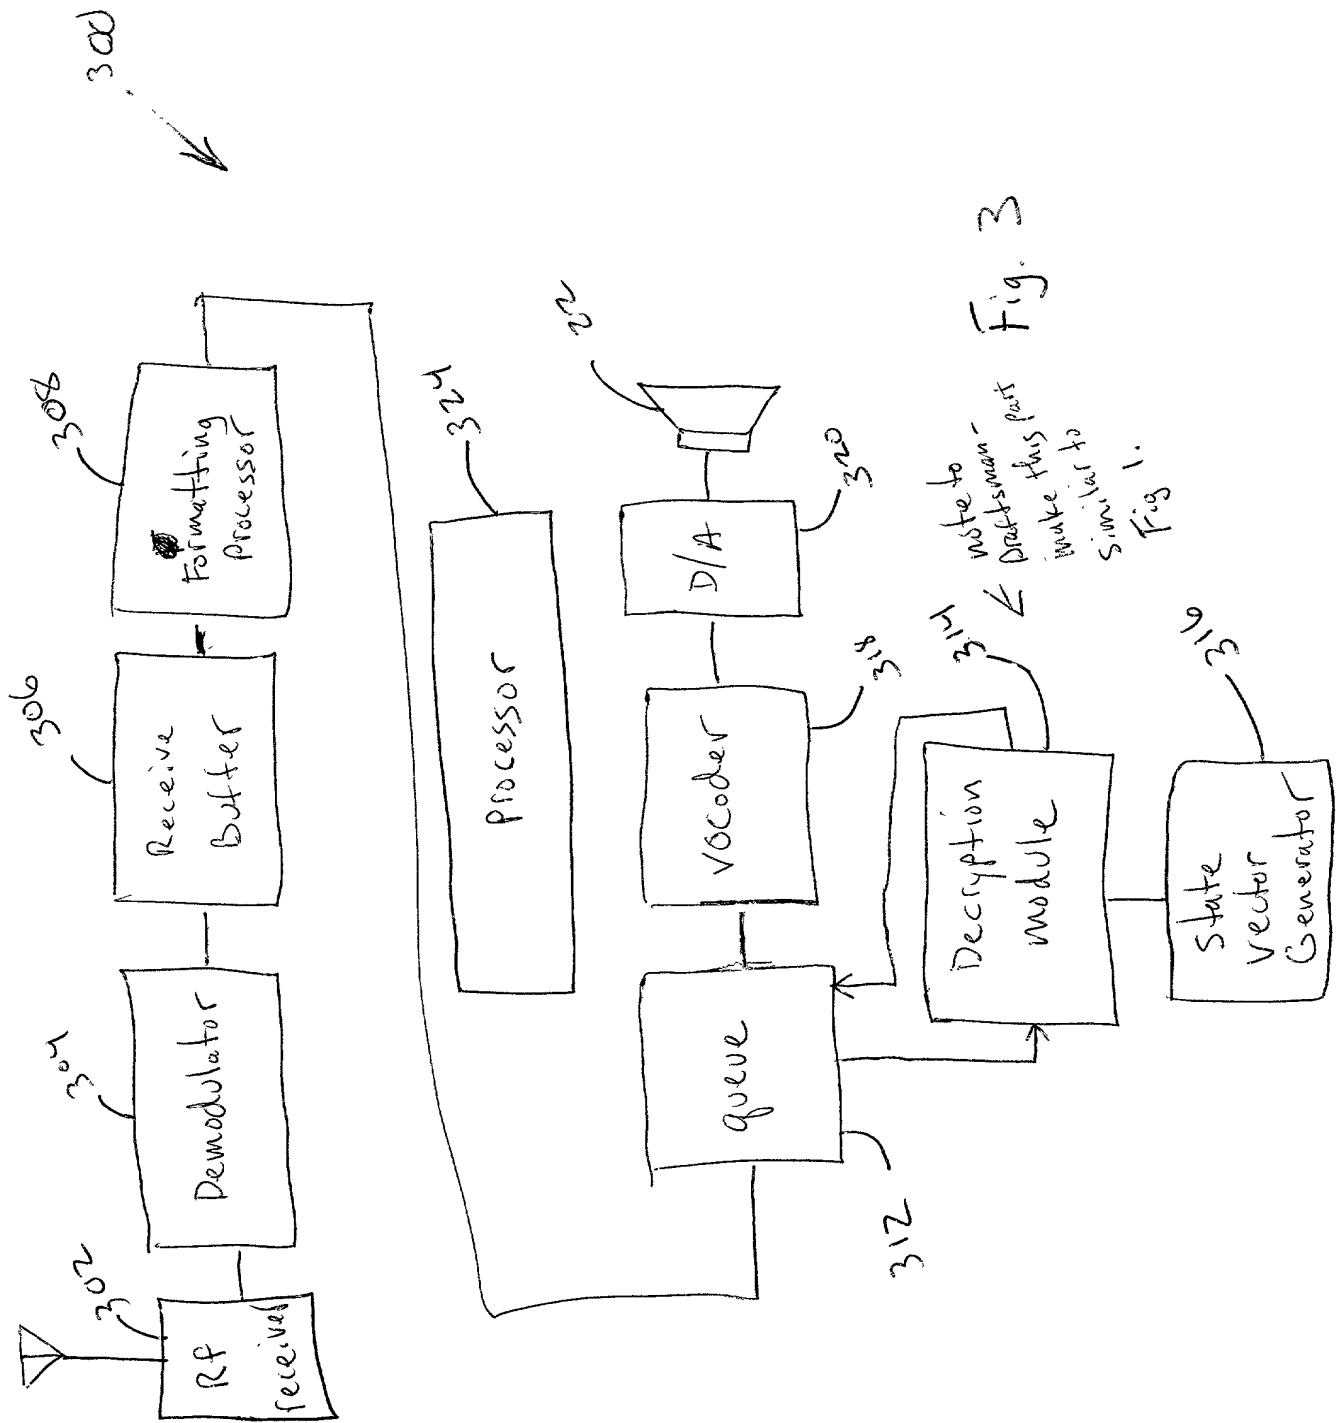 300
302
RF
receiver
304
Demodulator
306
Receive
Buffer
308
Formatting
Processor
Processor
324
queue
312
Vocoder
318
D/A
320
22
Decryption
module
314
State
Vector
Generator
316
note to
Draftsman-
make this part
similar to
Fig 1.
Fig. 3